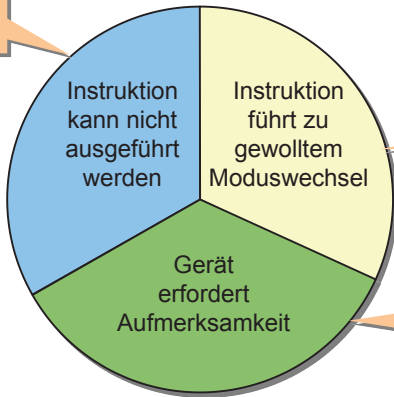 Instruktion
kann nicht
ausgeführt
werden
Instruktion
führt zu
gewolltem
Moduswechsel
Gerät
erfordert
Aufmerksamkeit